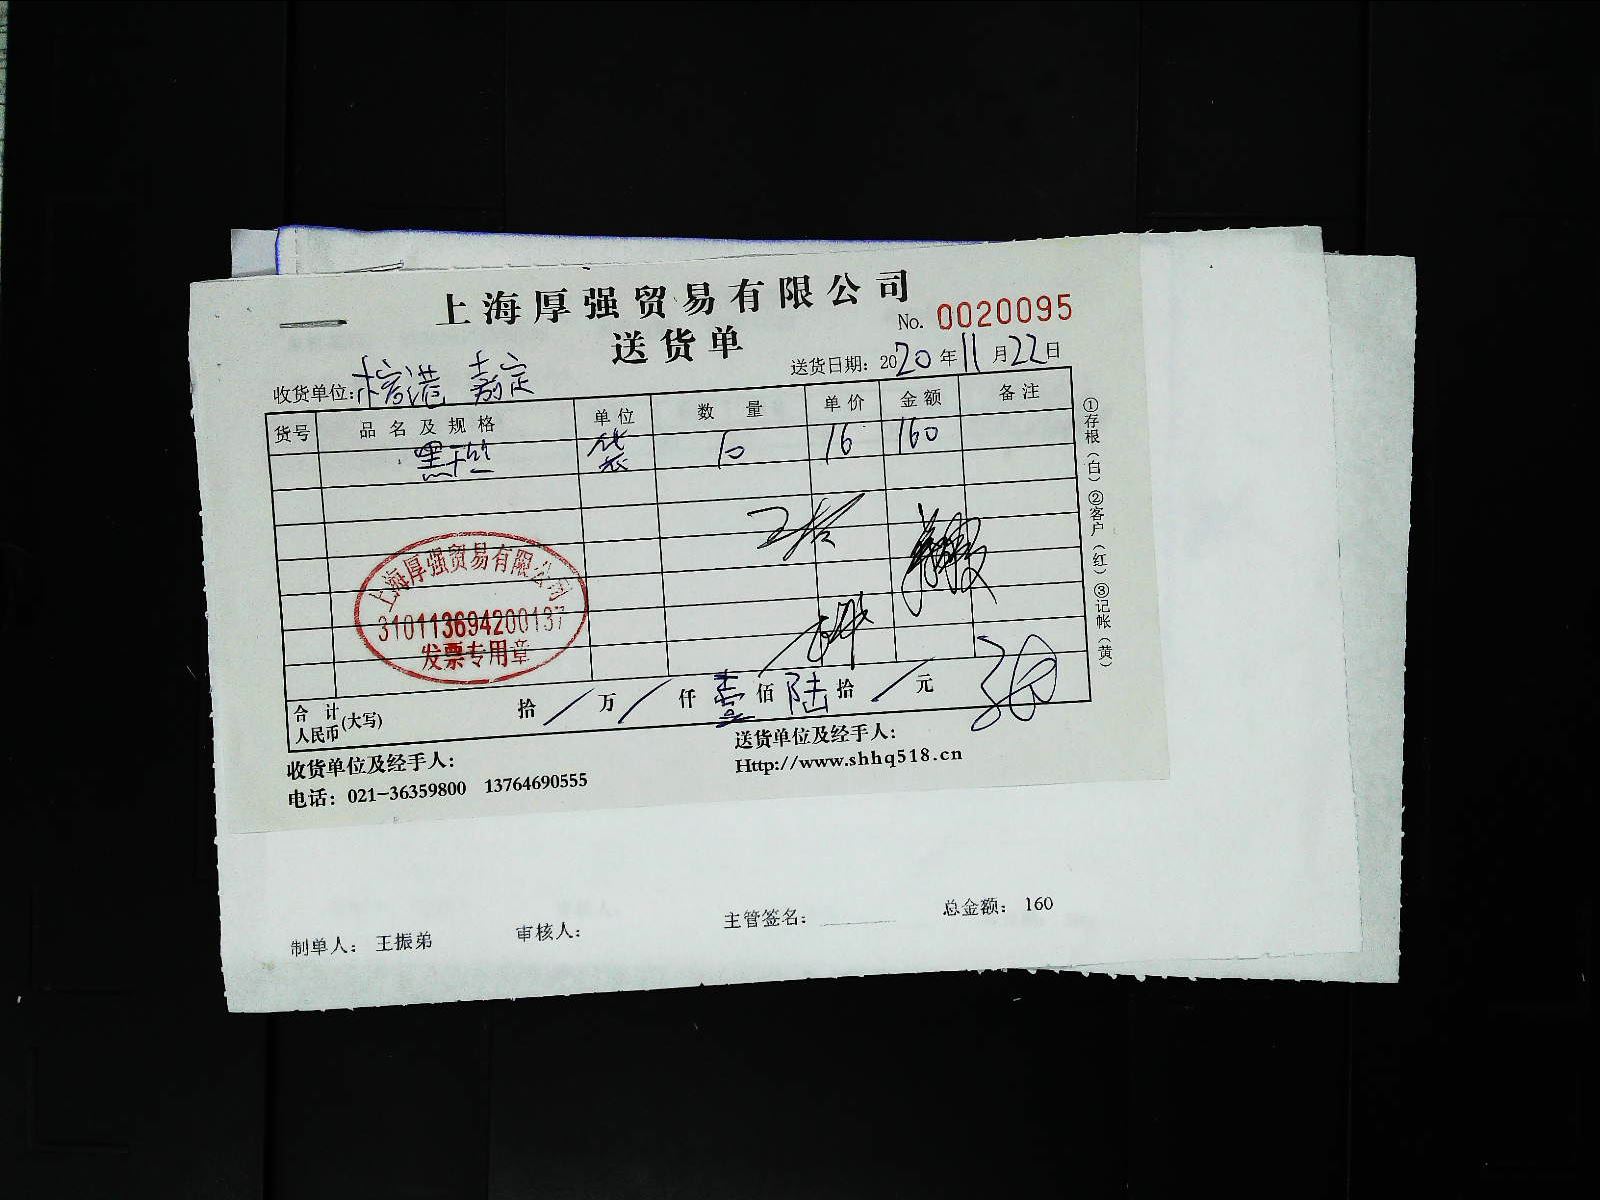 上海厚强贸易有限公司
No. 0020095
送货单
送货日期: 2020年11月22日
收货单位: 嘉定
货号 品名及规格 单位 数量 单价 金额 备注
黑 袋 10 16 160
上海厚强贸易有限公司
310113694200137
发票专用章
合计人民币(大写) 拾 / 万 / 仟 壹 佰 陆 拾 / 元
①存根(白)②客户(红)③记帐(黄)
收货单位及经手人:
送货单位及经手人:
电话: 021-36359800 13764690555
Http://www.shhq518.cn
制单人: 王振弟 审核人: 主管签名: 总金额: 160